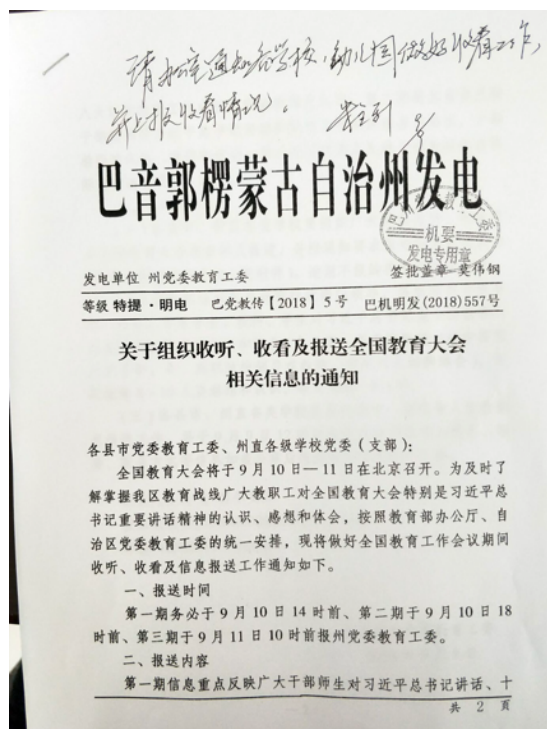 请办室通知各学校、幼儿园做好收看工作,
并上报收看情况。
巴音郭楞蒙古自治州发电
机要
发电专用章
发电单位 州党委教育工委
签批盖章 莫伟钢
等级 特提·明电 巴党教传【2018】5号 巴机明发(2018)557号
关于组织收听、收看及报送全国教育大会
相关信息的通知
各县市党委教育工委、州直各级学校党委(支部):
全国教育大会将于9月10日—11日在北京召开。为及时了
解掌握我区教育战线广大教职工对全国教育大会特别是习近平总
书记重要讲话精神的认识、感想和体会,按照教育部办公厅、自
治区党委教育工委的统一安排,现将做好全国教育工作会议期间
收听、收看及信息报送工作通知如下。
一、报送时间
第一期务必于9月10日14时前、第二期于9月10日18
时前、第三期于9月11日10时前报州党委教育工委。
二、报送内容
第一期信息重点反映广大干部师生对习近平总书记讲话、十
共 2 页